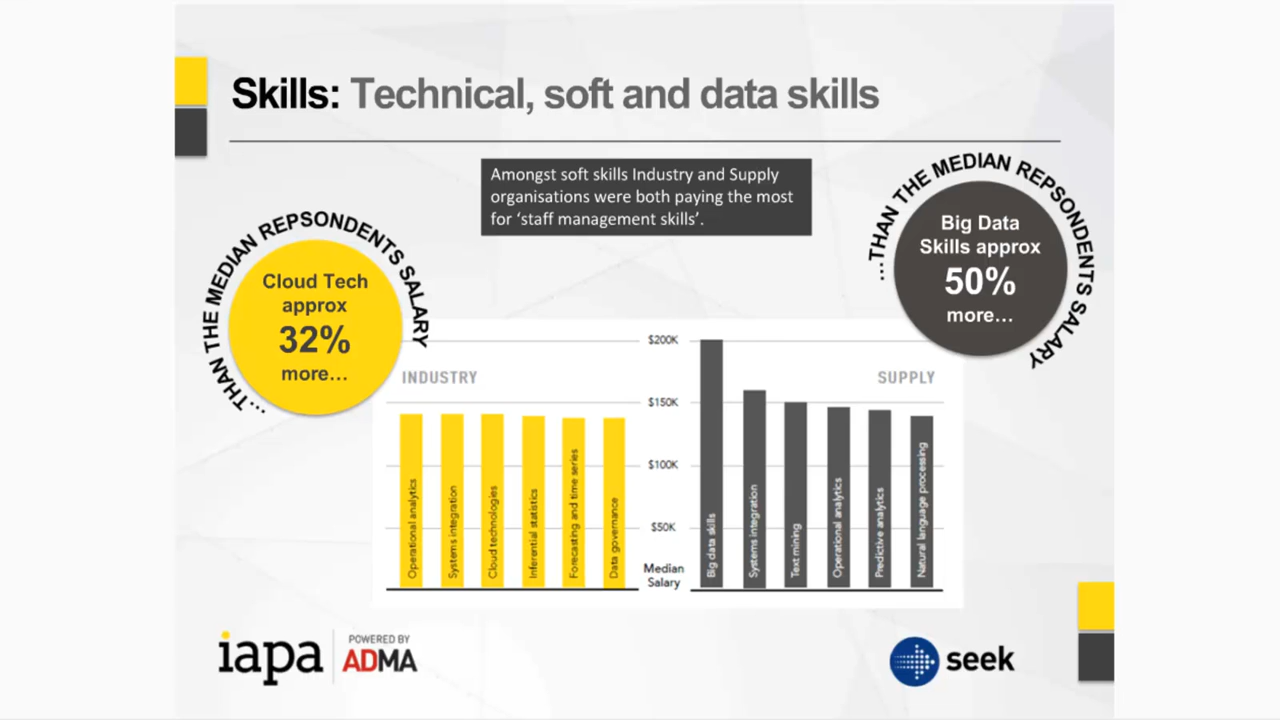 Skills: Technical, soft and data skills
Amongst soft skills Industry and Supply
organisations were both paying the most
for ‘staff management skills’.
Cloud Tech
approx
32%
more…
…THAN THE MEDIAN REPSONDENTS SALARY
Big Data
Skills approx
50%
more…
…THAN THE MEDIAN REPSONDENTS SALARY
INDUSTRY
Operational analytics
Systems integration
Cloud technologies
Inferential statistics
Forecasting and time series
Data governance
$200K
$150K
$100K
$50K
Median
Salary
SUPPLY
Big data skills
Systems integration
Text mining
Operational analytics
Predictive analytics
Natural language processing
iapa
POWERED BY
ADMA
seek